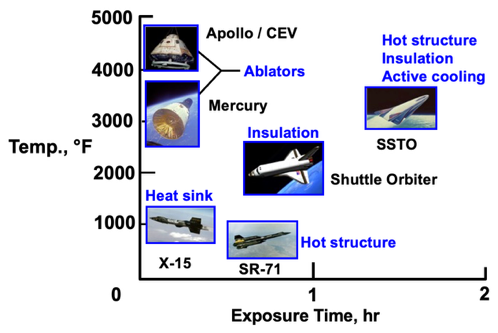 5000
4000
3000
2000
1000
0
Temp., °F
Apollo / CEV
Ablators
Mercury
Hot structure
Insulation
Active cooling
SSTO
Insulation
Shuttle Orbiter
Heat sink
X-15
Hot structure
SR-71
1
2
Exposure Time, hr